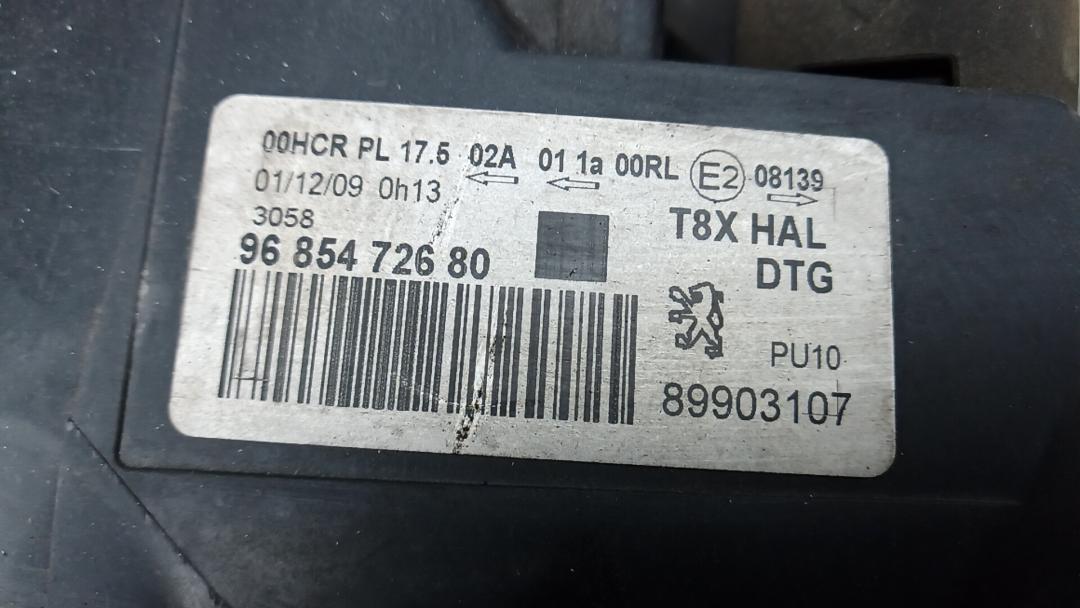 00HCR PL 17.5 02A 01 1a 00RL E2 08139
01/12/09 0h13
3058
96 854 726 80
T8X HAL
DTG
PU10
89903107